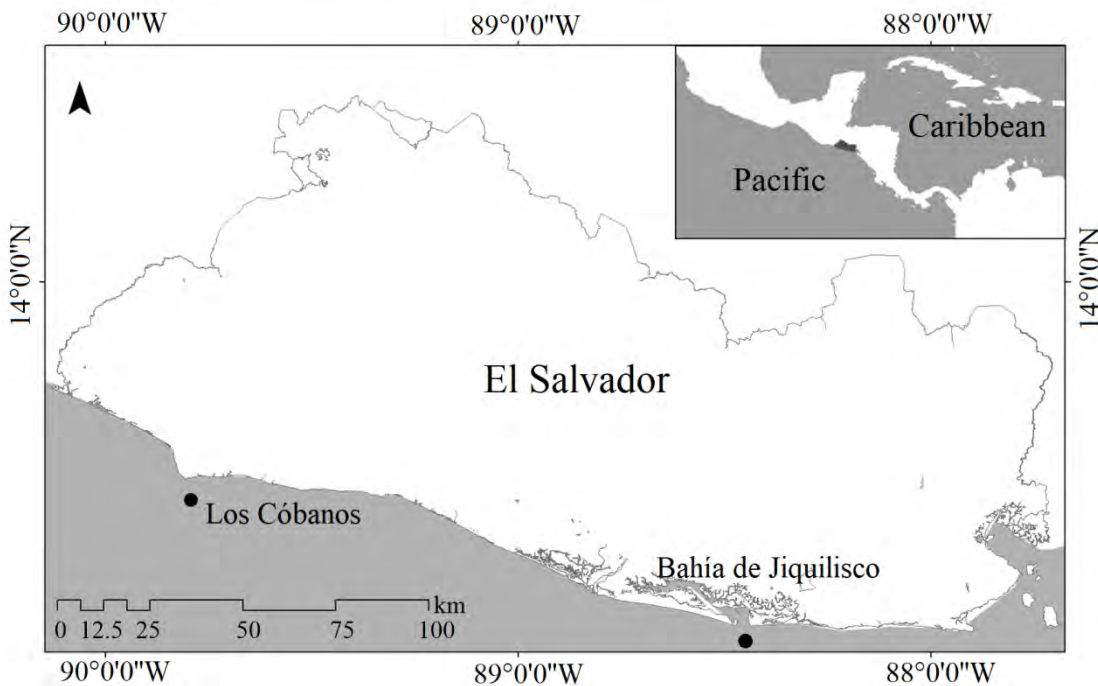 90°0'0"W 89°0'0"W 88°0'0"W
Caribbean
Pacific
14°0'0"N 14°0'0"N
El Salvador
Los Cóbanos
Bahía de Jiquilisco
km
0 12.5 25 50 75 100
90°0'0"W 89°0'0"W 88°0'0"W